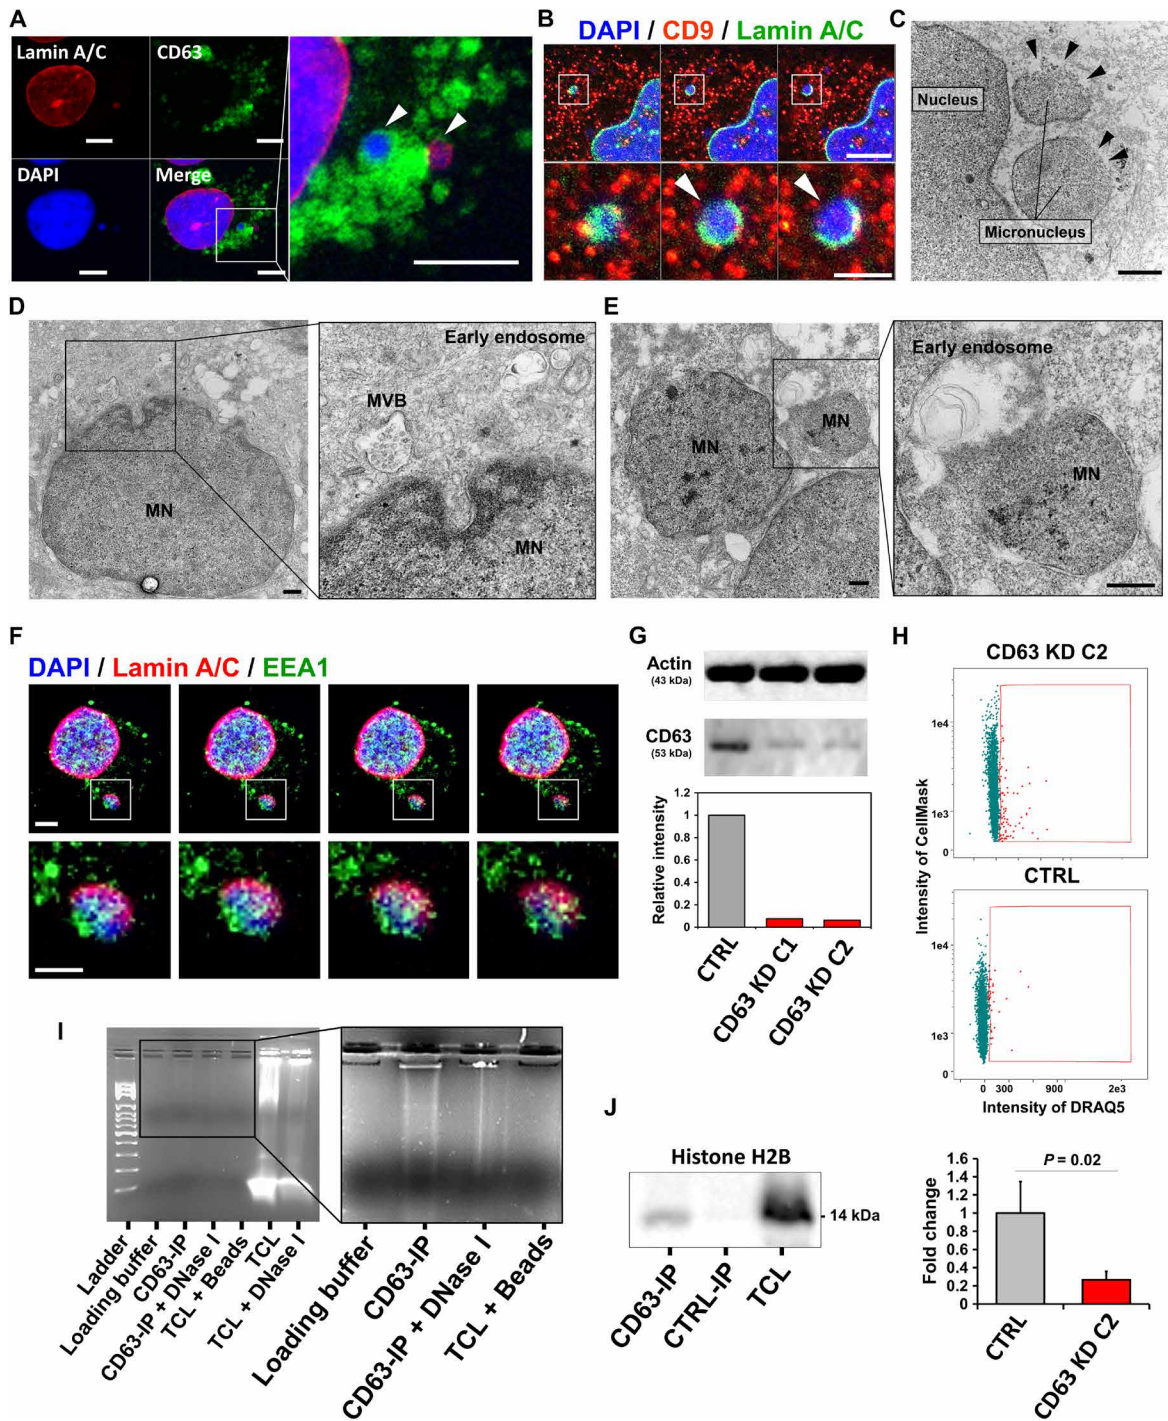 A
Lamin A/C
CD63
DAPI
Merge
B
DAPI / CD9 / Lamin A/C
C
Nucleus
Micronucleus
D
MN
Early endosome
MVB
MN
E
MN
MN
Early endosome
MN
F
DAPI / Lamin A/C / EEA1
G
Actin
(43 kDa)
CD63
(53 kDa)
Relative intensity
1.2
1
0.8
0.6
0.4
0.2
0
CTRL
CD63 KD C1
CD63 KD C2
H
CD63 KD C2
1e4
1e3
0
CTRL
1e4
1e3
0
0 300 900 2e3
Intensity of CellMask
Intensity of DRAQ5
P = 0.02
Fold change
1.6
1.4
1.2
1
0.8
0.6
0.4
0.2
0
CTRL
CD63 KD C2
I
Ladder
Loading buffer
CD63-IP
CD63-IP + DNase I
TCL + Beads
TCL
TCL + DNase I
Loading buffer
CD63-IP
CD63-IP + DNase I
TCL + Beads
J
Histone H2B
- 14 kDa
CD63-IP
CTRL-IP
TCL